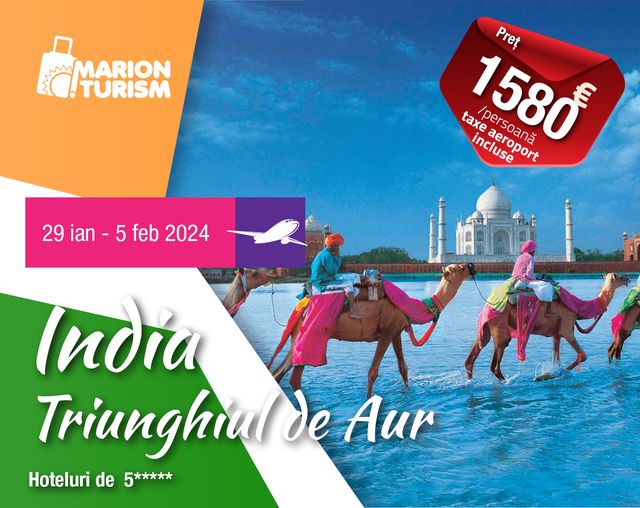 MARION
TURISM
Preț
1580€
/persoană
taxe aeroport
incluse
29 ian - 5 feb 2024
India
Triunghiul de Aur
Hoteluri de 5*****